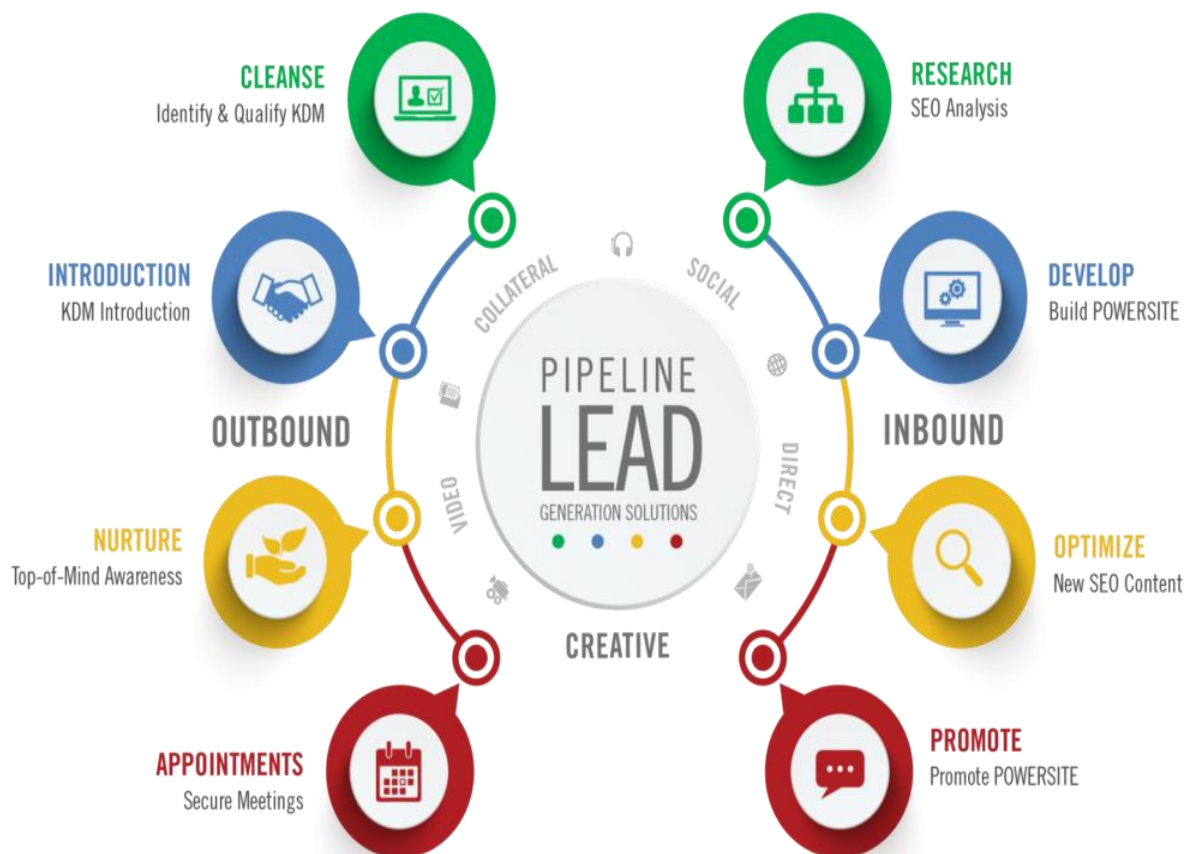 CLEANSE
Identify & Qualify KDM
RESEARCH
SEO Analysis
INTRODUCTION
KDM Introduction
DEVELOP
Build POWERSITE
COLLATERAL
SOCIAL
PIPELINE
LEAD
GENERATION SOLUTIONS
OUTBOUND
INBOUND
VIDEO
DIRECT
NURTURE
Top-of-Mind Awareness
OPTIMIZE
New SEO Content
CREATIVE
APPOINTMENTS
Secure Meetings
PROMOTE
Promote POWERSITE